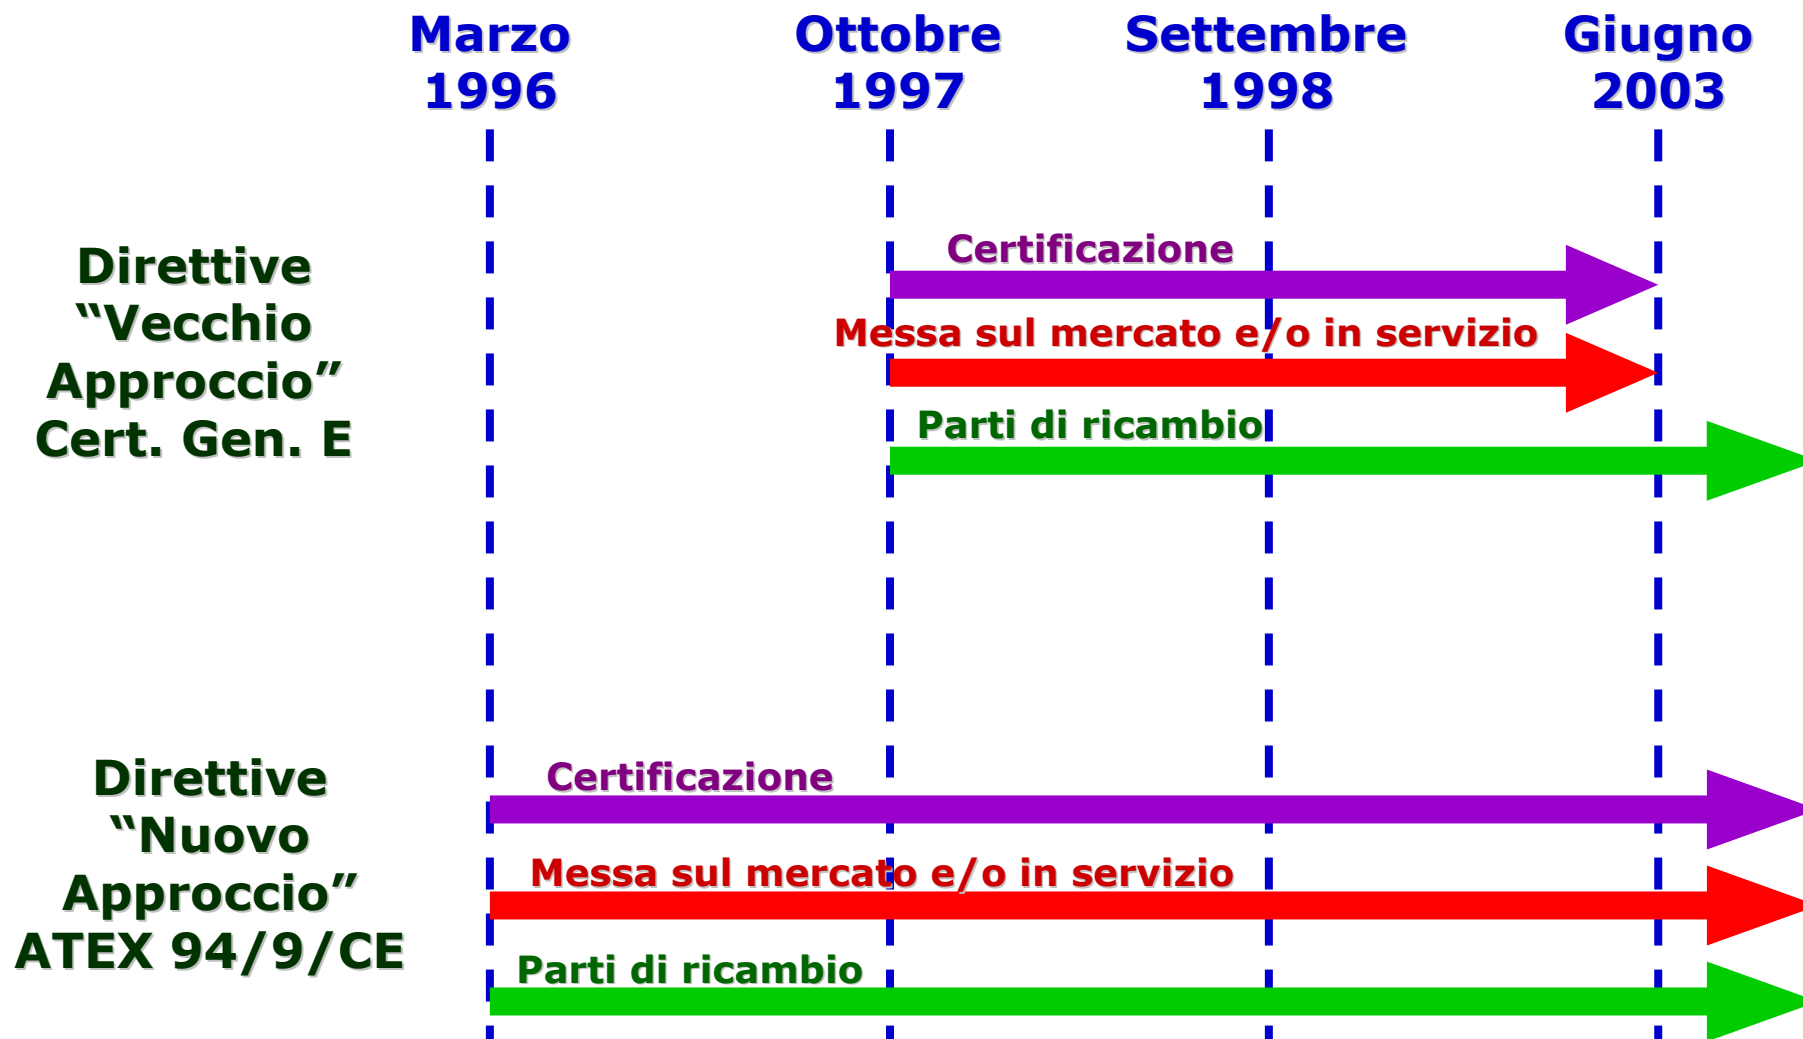 Marzo
1996
Ottobre
1997
Settembre
1998
Giugno
2003
Direttive
“Vecchio
Approccio”
Cert. Gen. E
Certificazione
Messa sul mercato e/o in servizio
Parti di ricambio
Direttive
“Nuovo
Approccio”
ATEX 94/9/CE
Certificazione
Messa sul mercato e/o in servizio
Parti di ricambio